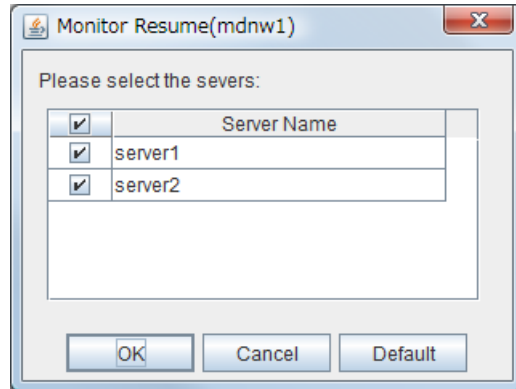 Monitor Resume(mdnw1)
Please select the severs:
Server Name
server1
server2
OK Cancel Default